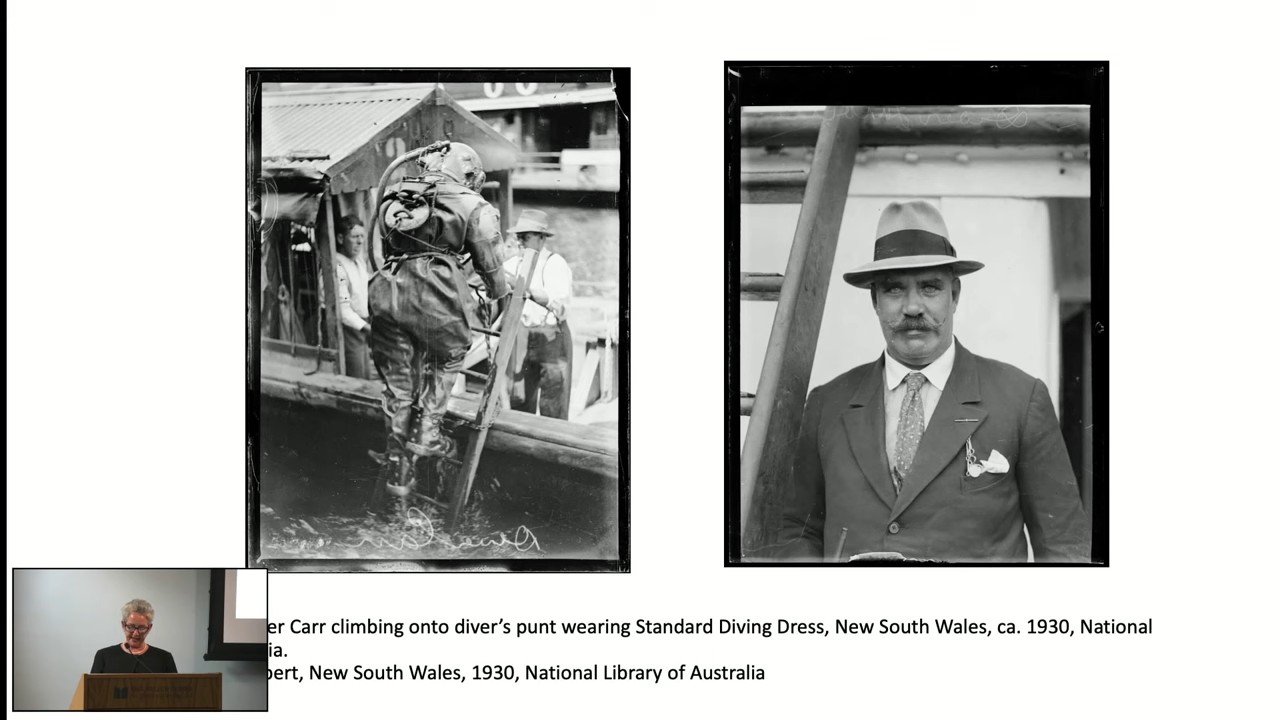 er Carr climbing onto diver’s punt wearing Standard Diving Dress, New South Wales, ca. 1930, National
ia.
bert, New South Wales, 1930, National Library of Australia